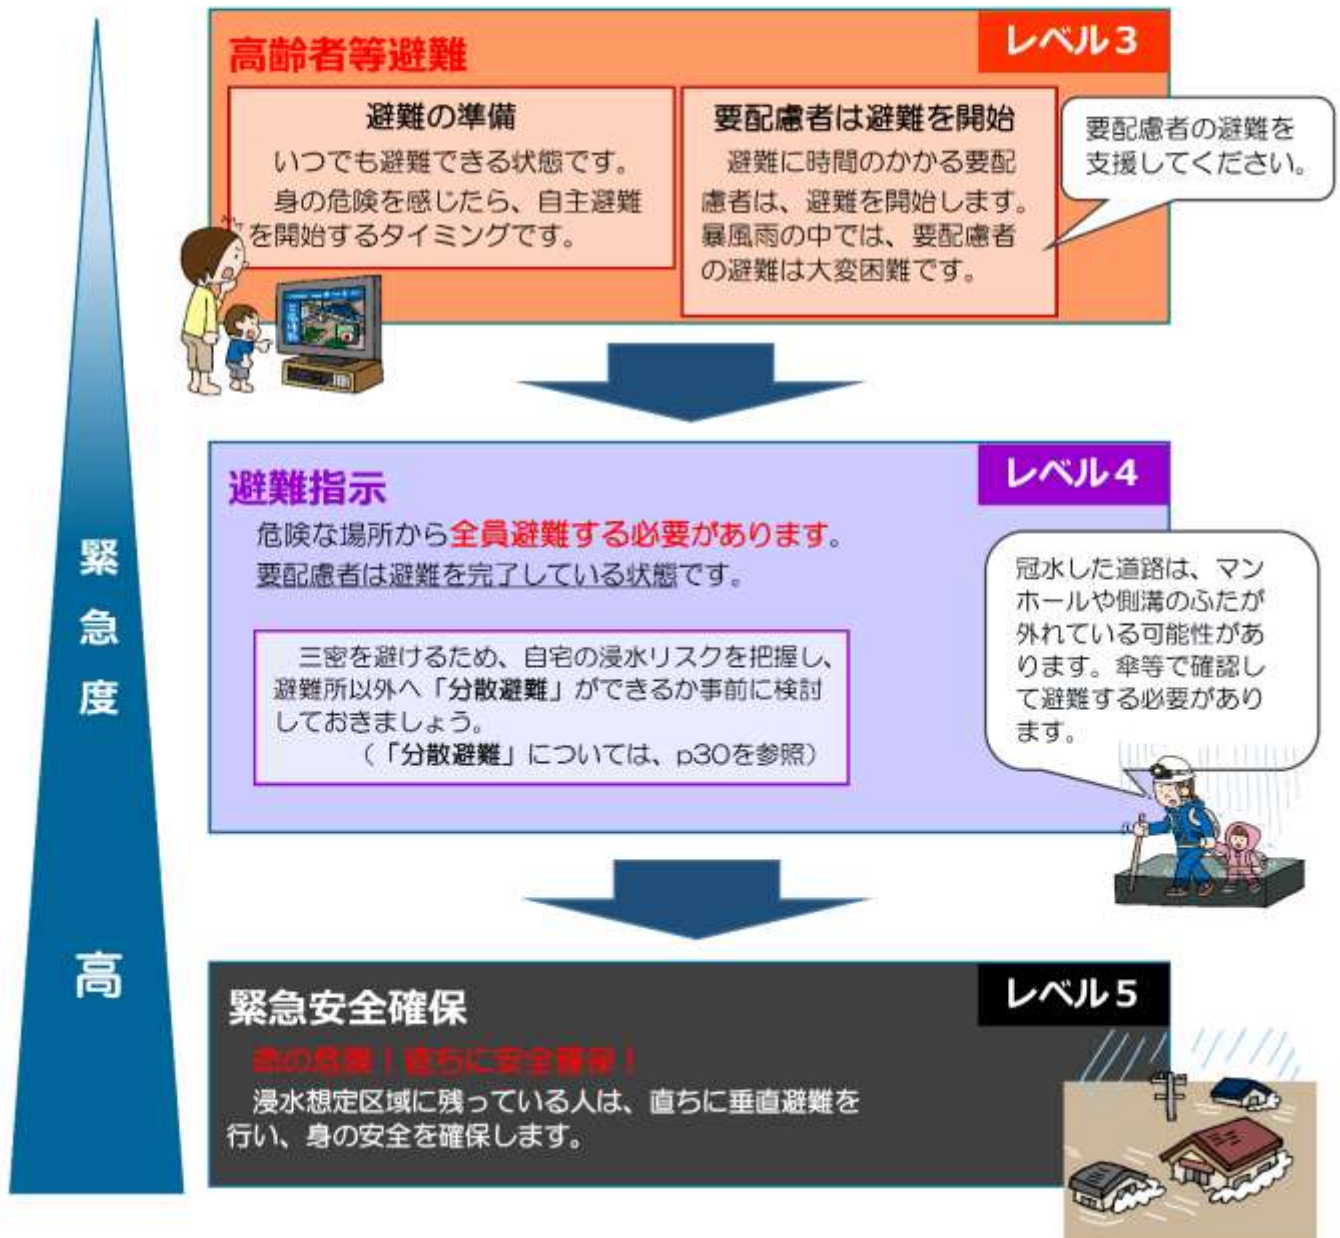 レベル3
高齢者等避難
避難の準備
いつでも避難できる状態です。
身の危険を感じたら、自主避難
を開始するタイミングです。
要配慮者は避難を開始
避難に時間のかかる要配
慮者は、避難を開始します。
暴風雨の中では、要配慮者
の避難は大変困難です。
要配慮者の避難を
支援してください。
レベル4
避難指示
危険な場所から全員避難する必要があります。
要配慮者は避難を完了している状態です。
三密を避けるため、自宅の浸水リスクを把握し、
避難所以外へ「分散避難」ができるか事前に検討
しておきましょう。
(「分散避難」については、p30を参照)
冠水した道路は、マン
ホールや側溝のふたが
外れている可能性があ
ります。傘等で確認し
て避難する必要があり
ます。
レベル5
緊急安全確保
命の危険!直ちに安全確保!
浸水想定区域に残っている人は、直ちに垂直避難を
行い、身の安全を確保します。
緊急度
高